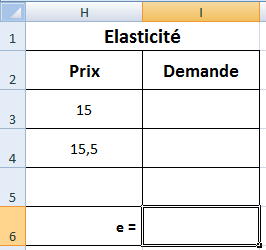 H I
1 Elasticité
2 Prix Demande
3 15
4 15,5
5
6 e =